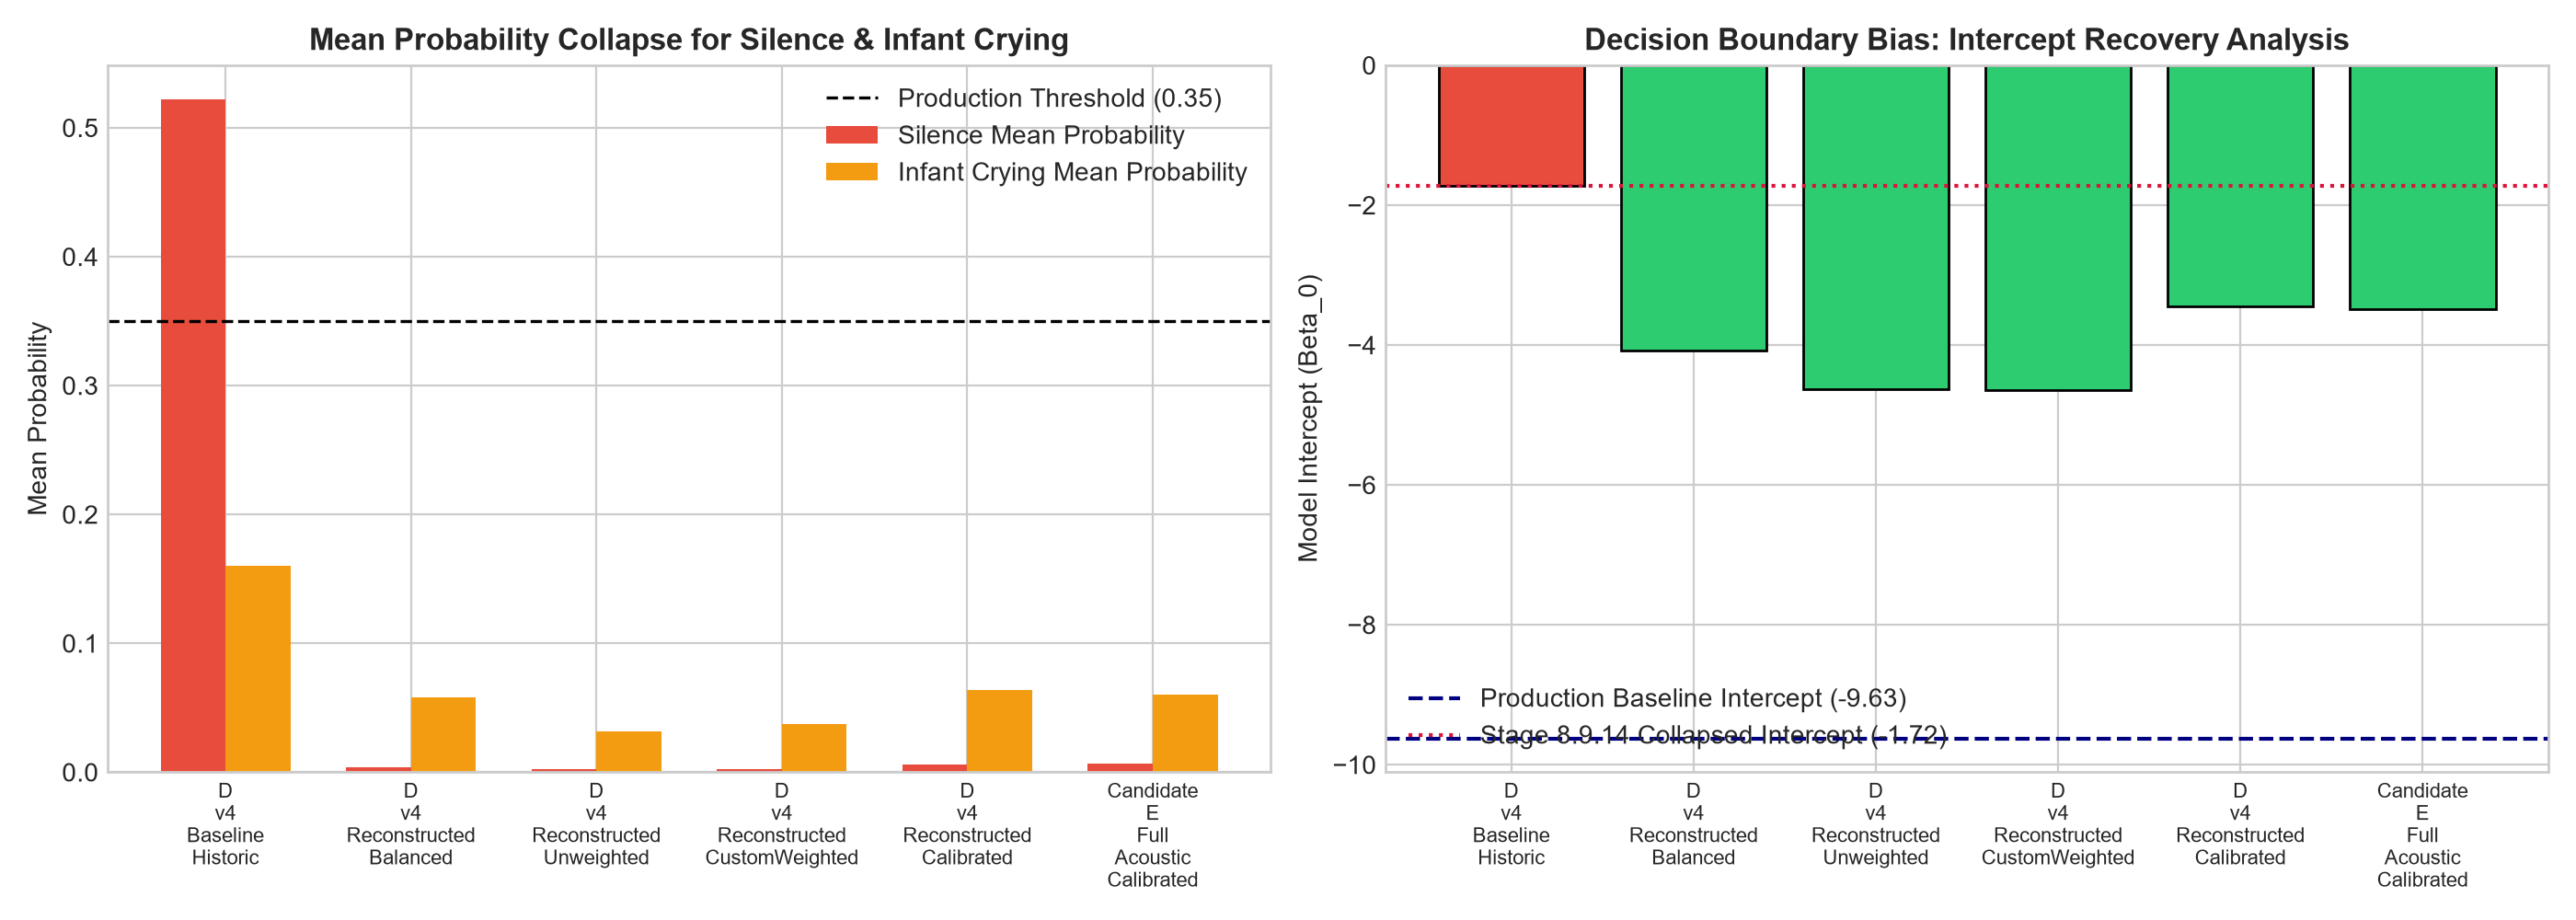 Mean Probability Collapse for Silence & Infant Crying
Mean Probability
0.5
0.4
0.3
0.2
0.1
0.0
Production Threshold (0.35)
Silence Mean Probability
Infant Crying Mean Probability
D
v4
Baseline
Historic
D
v4
Reconstructed
Balanced
D
v4
Reconstructed
Unweighted
D
v4
Reconstructed
CustomWeighted
D
v4
Reconstructed
Calibrated
Candidate
E
Full
Acoustic
Calibrated
Decision Boundary Bias: Intercept Recovery Analysis
Model Intercept (Beta_0)
0
−2
−4
−6
−8
−10
Production Baseline Intercept (-9.63)
Stage 8.9.14 Collapsed Intercept (-1.72)
D
v4
Baseline
Historic
D
v4
Reconstructed
Balanced
D
v4
Reconstructed
Unweighted
D
v4
Reconstructed
CustomWeighted
D
v4
Reconstructed
Calibrated
Candidate
E
Full
Acoustic
Calibrated